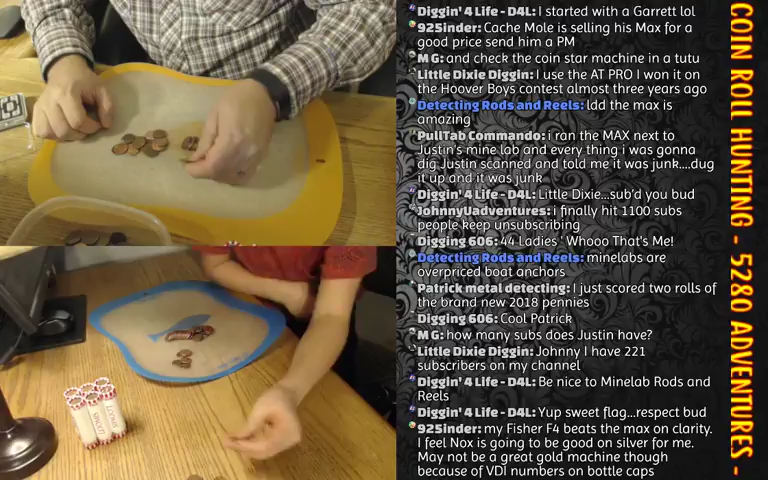 Diggin' 4 Life - D4L: I started with a Garrett lol
925inder: Cache Mole is selling his Max for a
good price send him a PM
M G: and check the coin star machine in a tutu
Little Dixie Diggin: I use the AT PRO I won it on
the Hoover Boys contest almost three years ago
Detecting Rods and Reels: ldd the max is
amazing
PullTab Commando: i ran the MAX next to
Justin's mine lab and every thing i was gonna
dig Justin scanned and told me it was junk....dug
it up and it was junk
Diggin' 4 Life - D4L: Little Dixie...sub'd you bud
JohnnyUadventures: i finally hit 1100 subs
people keep unsubscribing
Digging 606: 44 Ladies ' Whooo That's Me!
Detecting Rods and Reels: minelabs are
overpriced boat anchors
Patrick metal detecting: I just scored two rolls of
the brand new 2018 pennies
Digging 606: Cool Patrick
M G: how many subs does Justin have?
Little Dixie Diggin: Johnny I have 221
subscribers on my channel
Diggin' 4 Life - D4L: Be nice to Minelab Rods and
Reels
Diggin' 4 Life - D4L: Yup sweet flag...respect bud
925inder: my Fisher F4 beats the max on clarity.
I feel Nox is going to be good on silver for me.
May not be a great gold machine though
because of VDI numbers on bottle caps
COIN ROLL HUNTING - 5280 ADVENTURES -